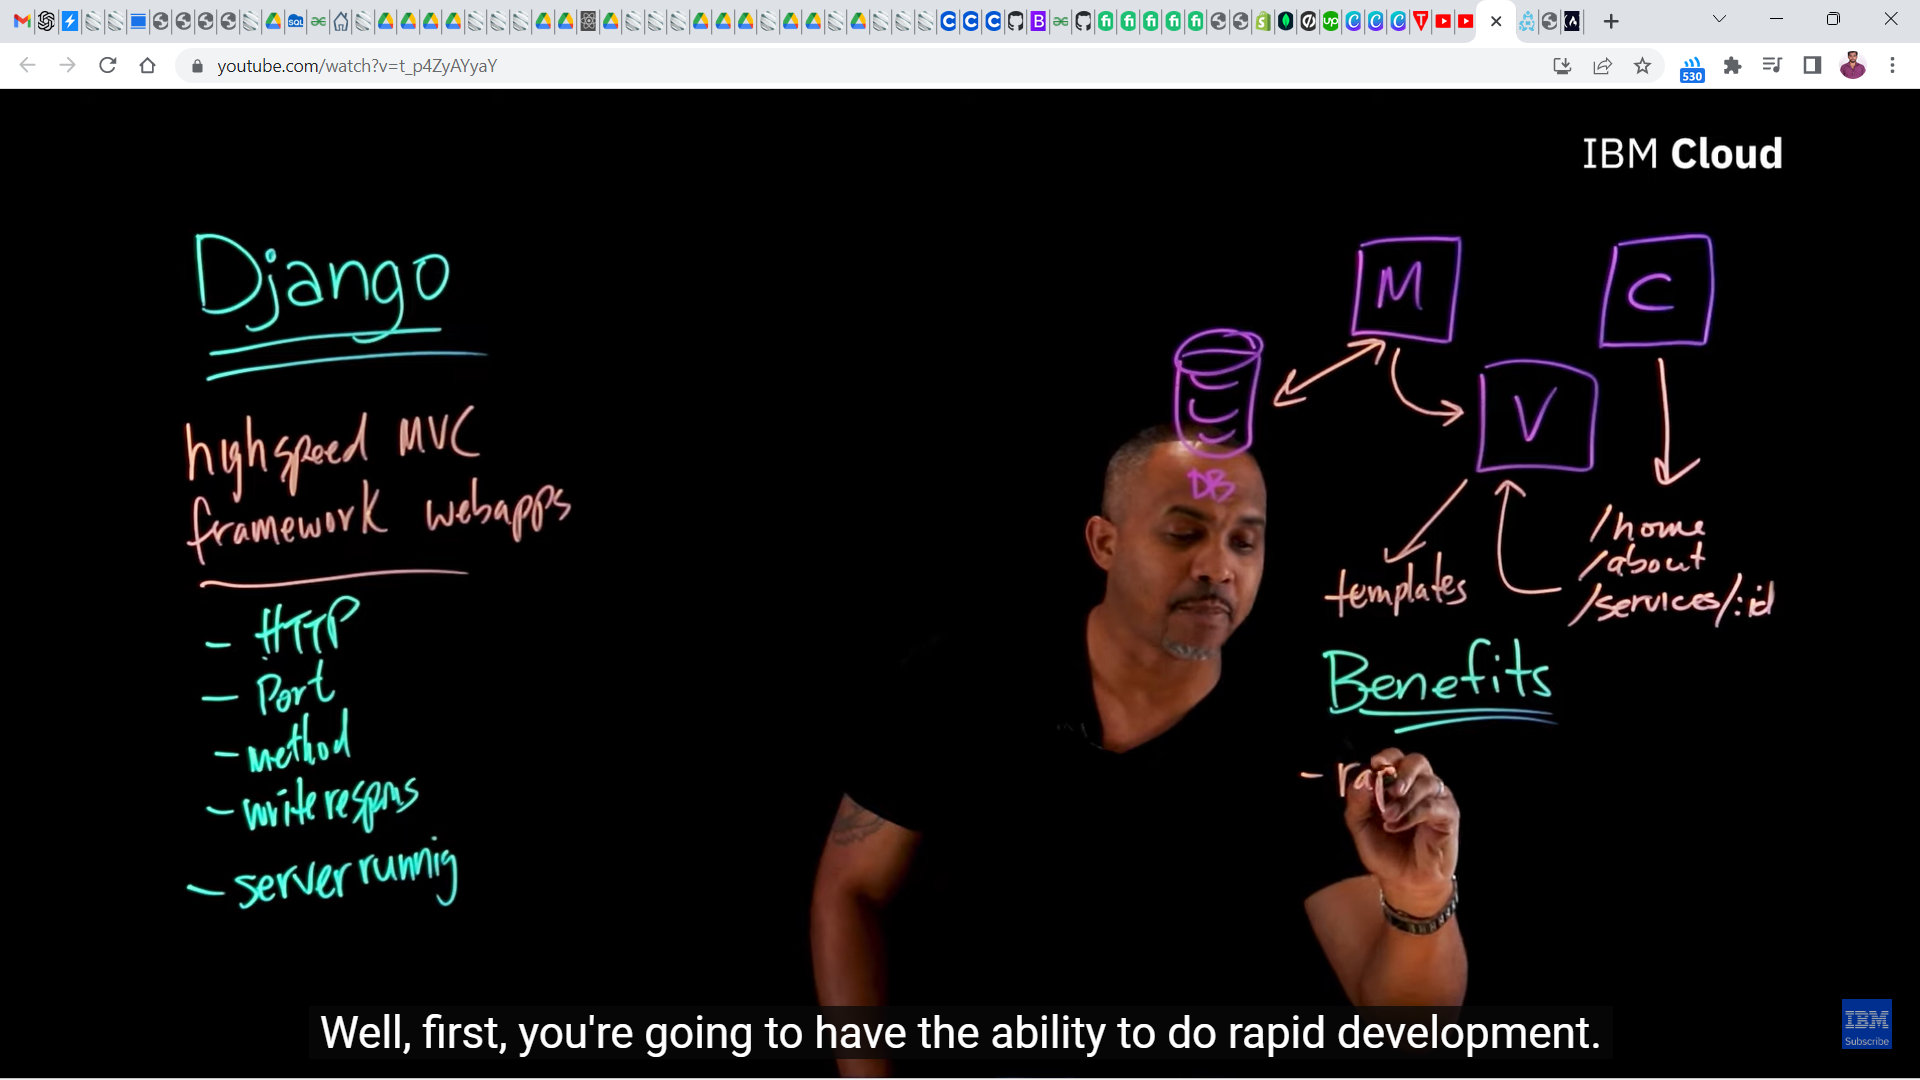 youtube.com/watch?v=t_p4ZyAYyaY
530
IBM Cloud
Django
highspeed MVC
framework webapps
- HTTP
- Port
- method
- write respons
- server runnig
M
C
V
DB
templates
/home
/about
/services/:id
Benefits
- rap
Well, first, you're going to have the ability to do rapid development.
IBM
Subscribe